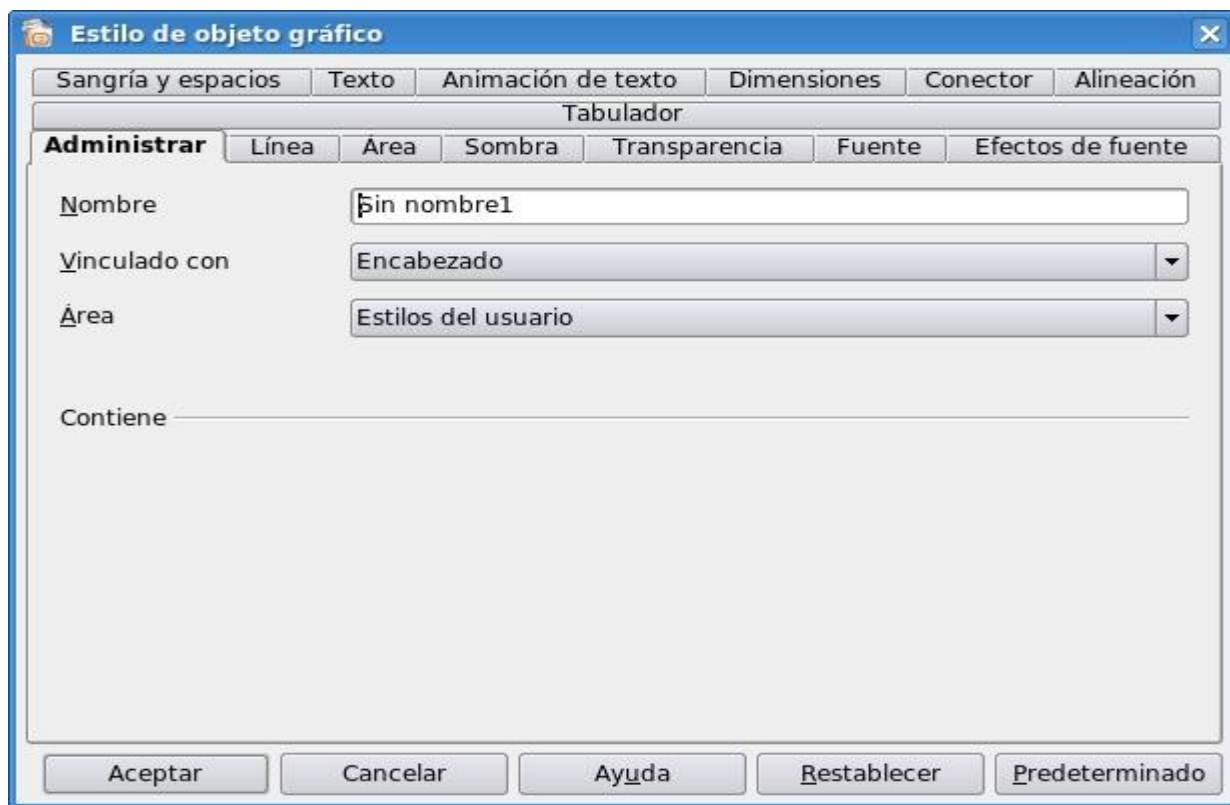 Estilo de objeto gráfico
Sangría y espacios Texto Animación de texto Dimensiones Conector Alineación
Tabulador
Administrar Línea Área Sombra Transparencia Fuente Efectos de fuente
Nombre Sin nombre1
Vinculado con Encabezado
Área Estilos del usuario
Contiene
Aceptar Cancelar Ayuda Restablecer Predeterminado